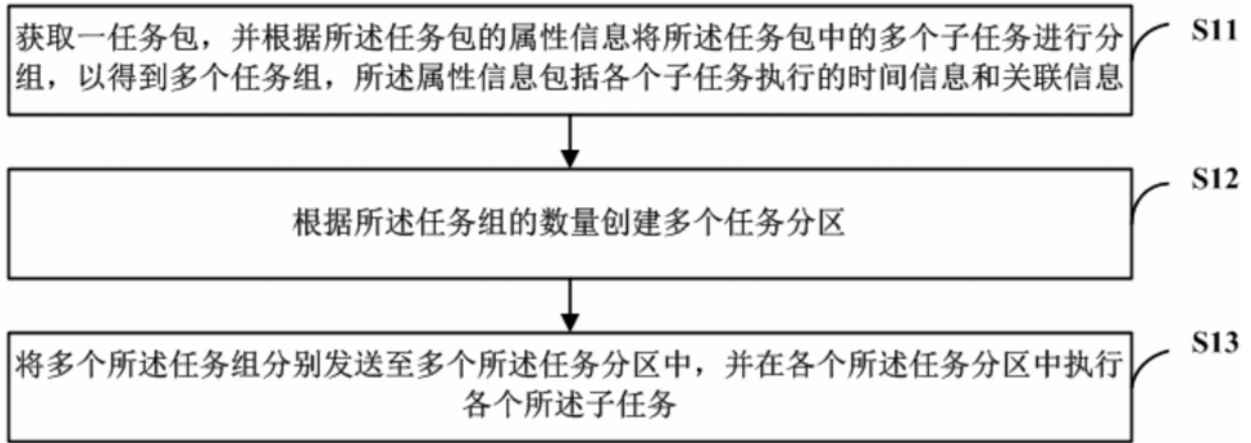 获取一任务包，并根据所述任务包的属性信息将所述任务包中的多个子任务进行分
组，以得到多个任务组，所述属性信息包括各个子任务执行的时间信息和关联信息
S11
根据所述任务组的数量创建多个任务分区
S12
将多个所述任务组分别发送至多个所述任务分区中，并在各个所述任务分区中执行
各个所述子任务
S13